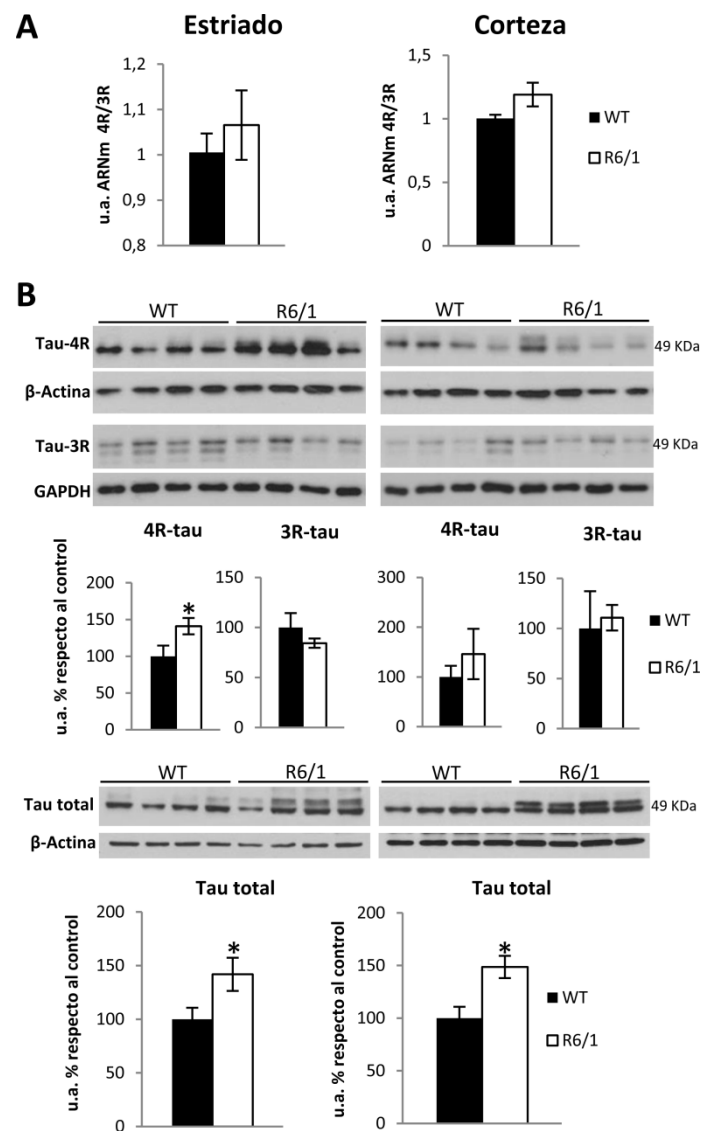 A
Estriado
Corteza
u.a. ARNm 4R/3R
1,2
1,1
1
0,9
0,8
u.a. ARNm 4R/3R
1,5
1
0,5
0
WT
R6/1
B
WT
R6/1
WT
R6/1
Tau-4R
49 KDa
β-Actina
Tau-3R
49 KDa
GAPDH
4R-tau
3R-tau
4R-tau
3R-tau
u.a. % respecto al control
200
150
100
50
0
*
150
100
50
0
300
200
100
0
150
100
50
0
WT
R6/1
WT
R6/1
WT
R6/1
Tau total
49 KDa
β-Actina
Tau total
Tau total
u.a. % respecto al control
200
150
100
50
0
*
u.a. % respecto al control
200
150
100
50
0
*
WT
R6/1